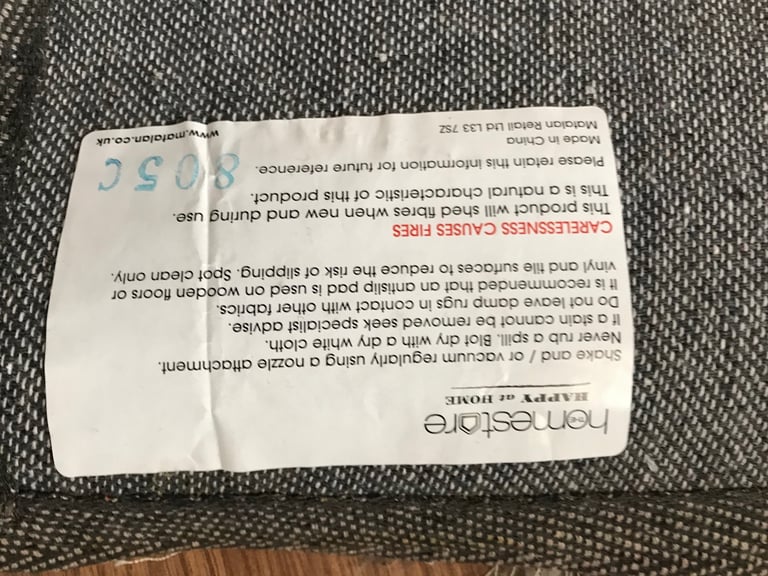 the homestore
HAPPY at HOME
Shake and / or vacuum regularly using a nozzle attachment.
Never rub a spill. Blot dry with a dry white cloth.
If a stain cannot be removed seek specialist advise.
Do not leave damp rugs in contact with other fabrics.
It is recommended that an antislip pad is used on wooden floors or
vinyl and tile surfaces to reduce the risk of slipping. Spot clean only.
CARELESSNESS CAUSES FIRES
This product will shed fibres when new and during use.
This is a natural characteristic of this product.
Please retain this information for future reference.
805C
Made in China
Matalan Retail Ltd L33 7SZ
www.matalan.co.uk